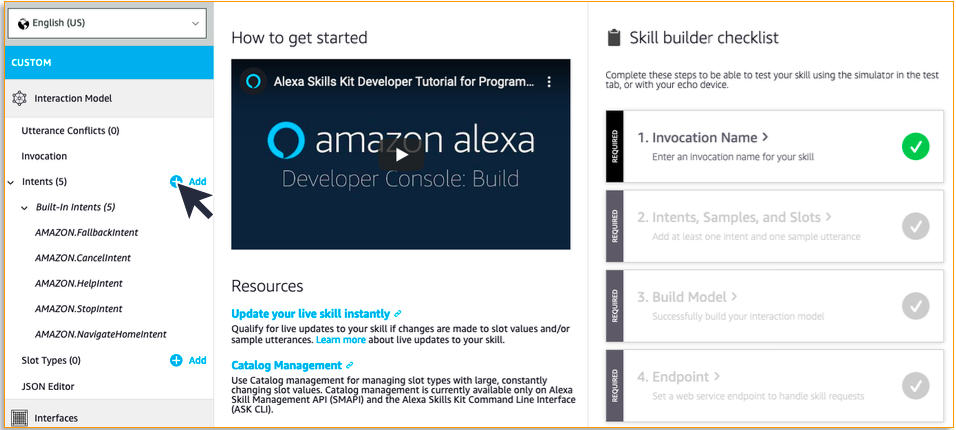 English (US)
CUSTOM
Interaction Model
Utterance Conflicts (0)
Invocation
Intents (5)
Add
Built-In Intents (5)
AMAZON.FallbackIntent
AMAZON.CancelIntent
AMAZON.HelpIntent
AMAZON.StopIntent
AMAZON.NavigateHomeIntent
Slot Types (0)
Add
JSON Editor
Interfaces
How to get started
Alexa Skills Kit Developer Tutorial for Program...
amazon alexa
Developer Console: Build
Resources
Update your live skill instantly
Qualify for live updates to your skill if changes are made to slot values and/or
sample utterances. Learn more about live updates to your skill.
Catalog Management
Use Catalog management for managing slot types with large, constantly
changing slot values. Catalog management is currently available only on Alexa
Skill Management API (SMAPI) and the Alexa Skills Kit Command Line Interface
(ASK CLI).
Skill builder checklist
Complete these steps to be able to test your skill using the simulator in the test
tab, or with your echo device.
REQUIRED
1. Invocation Name >
Enter an invocation name for your skill
REQUIRED
2. Intents, Samples, and Slots >
Add at least one intent and one sample utterance
REQUIRED
3. Build Model >
Successfully build your interaction model
REQUIRED
4. Endpoint >
Set a web service endpoint to handle skill requests